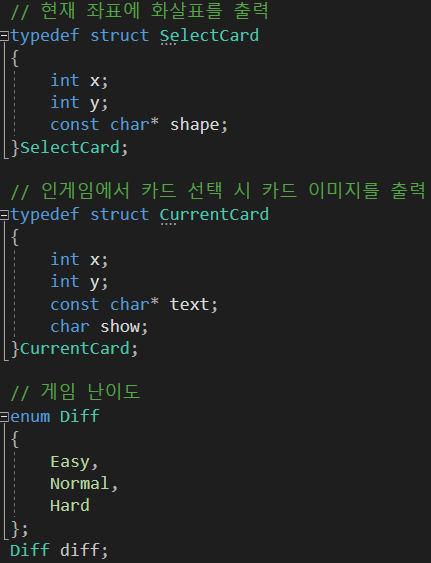 // 현재 좌표에 화살표를 출력
typedef struct SelectCard
{
    int x;
    int y;
    const char* shape;
}SelectCard;

// 인게임에서 카드 선택 시 카드 이미지를 출력
typedef struct CurrentCard
{
    int x;
    int y;
    const char* text;
    char show;
}CurrentCard;

// 게임 난이도
enum Diff
{
    Easy,
    Normal,
    Hard
};
Diff diff;